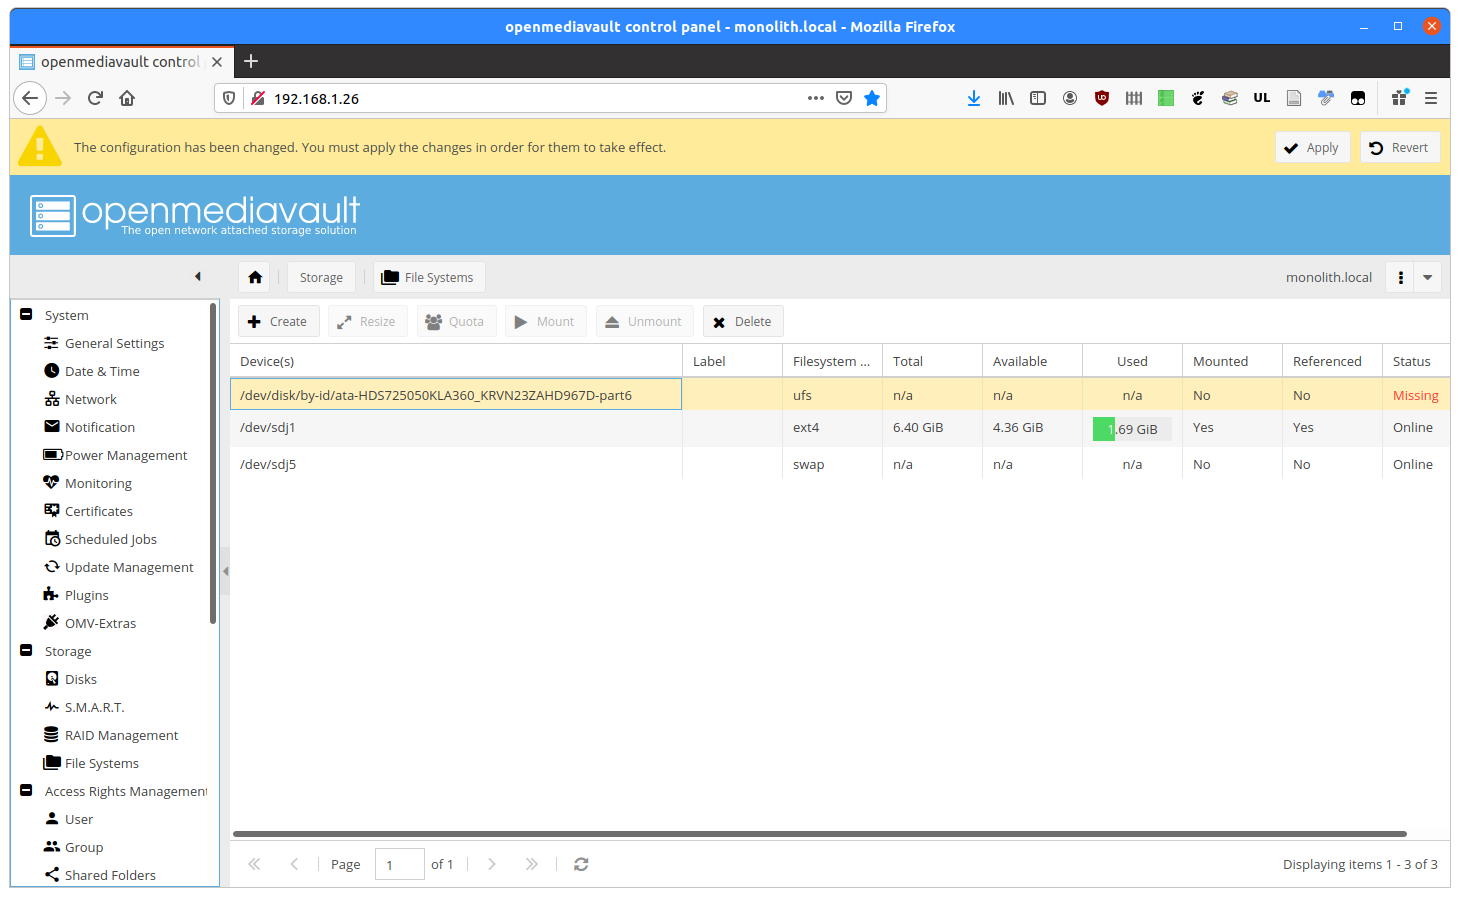 openmediavault control panel - monolith.local - Mozilla Firefox
openmediavault control
192.168.1.26
UL
The configuration has been changed. You must apply the changes in order for them to take effect.
Apply
Revert
openmediavault
The open network attached storage solution
Storage
File Systems
monolith.local
System
General Settings
Date & Time
Network
Notification
Power Management
Monitoring
Certificates
Scheduled Jobs
Update Management
Plugins
OMV-Extras
Storage
Disks
S.M.A.R.T.
RAID Management
File Systems
Access Rights Management
User
Group
Shared Folders
Create
Resize
Quota
Mount
Unmount
Delete
Device(s) Label Filesystem ... Total Available Used Mounted Referenced Status
/dev/disk/by-id/ata-HDS725050KLA360_KRVN23ZAHD967D-part6 ufs n/a n/a n/a No No Missing
/dev/sdj1 ext4 6.40 GiB 4.36 GiB 1.69 GiB Yes Yes Online
/dev/sdj5 swap n/a n/a n/a No No Online
Page 1 of 1
Displaying items 1 - 3 of 3